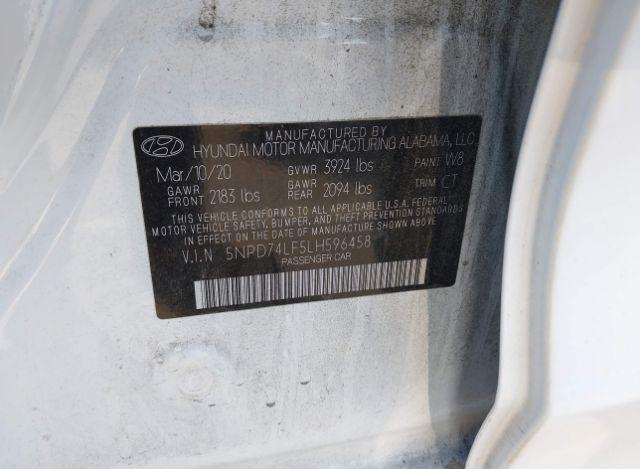 MANUFACTURED BY
HYUNDAI MOTOR MANUFACTURING ALABAMA, LLC
Mar/10/20 GVWR 3924 lbs PAINT W8
GAWR FRONT 2183 lbs GAWR REAR 2094 lbs TRIM CT
THIS VEHICLE CONFORMS TO ALL APPLICABLE U.S.A FEDERAL
MOTOR VEHICLE SAFETY, BUMPER, AND THEFT PREVENTION
STANDARDS IN EFFECT ON THE DATE OF MANUFACTURE SHOWN ABOVE
V.I.N 5NPD74LF5LH596458
PASSENGER CAR